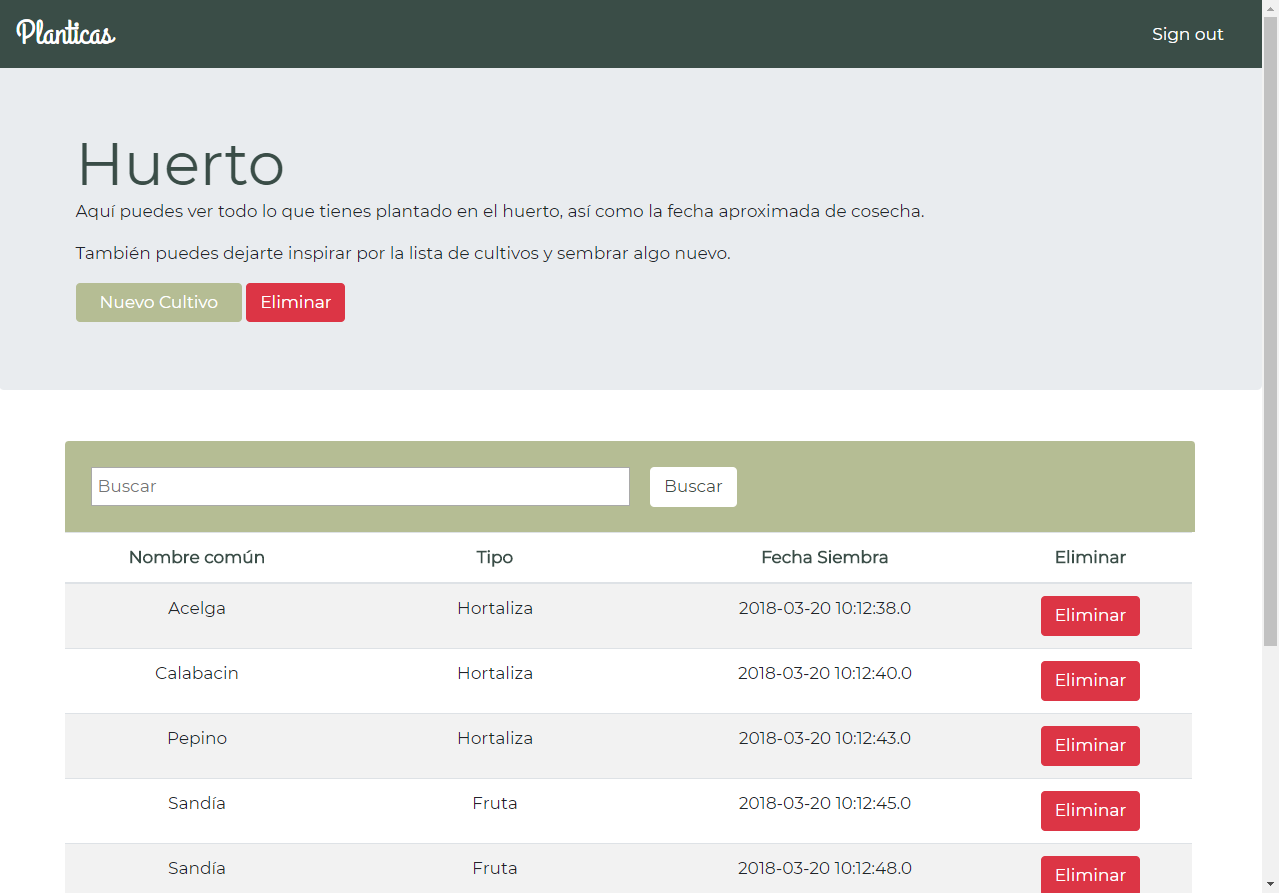 Planticas
Sign out
Huerto
Aquí puedes ver todo lo que tienes plantado en el huerto, así como la fecha aproximada de cosecha.
También puedes dejarte inspirar por la lista de cultivos y sembrar algo nuevo.
Nuevo Cultivo Eliminar
Buscar Buscar
Nombre común Tipo Fecha Siembra Eliminar
Acelga Hortaliza 2018-03-20 10:12:38.0 Eliminar
Calabacin Hortaliza 2018-03-20 10:12:40.0 Eliminar
Pepino Hortaliza 2018-03-20 10:12:43.0 Eliminar
Sandía Fruta 2018-03-20 10:12:45.0 Eliminar
Sandía Fruta 2018-03-20 10:12:48.0 Eliminar